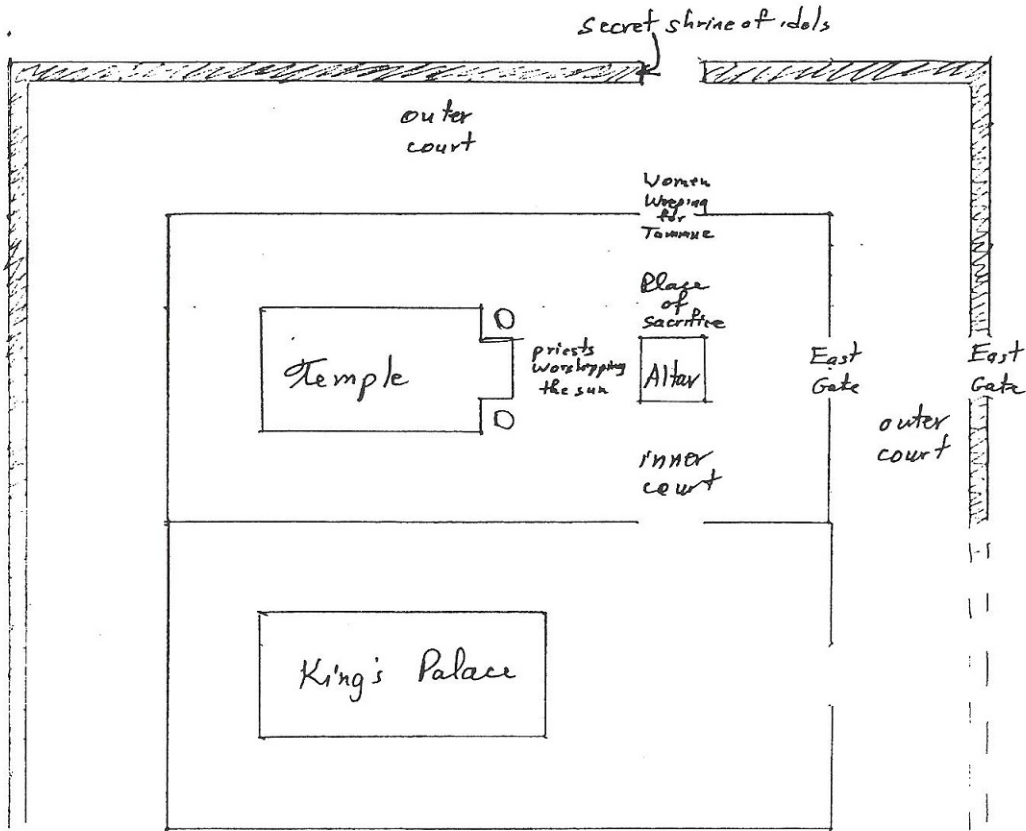 secret shrine of idols
outer
court
Women
Weeping
for
Tammue
Place
of
sacrifice
Temple
priests
worshipping
the sun
Altar
East
Gate
East
Gate
outer
court
inner
court
King's Palace